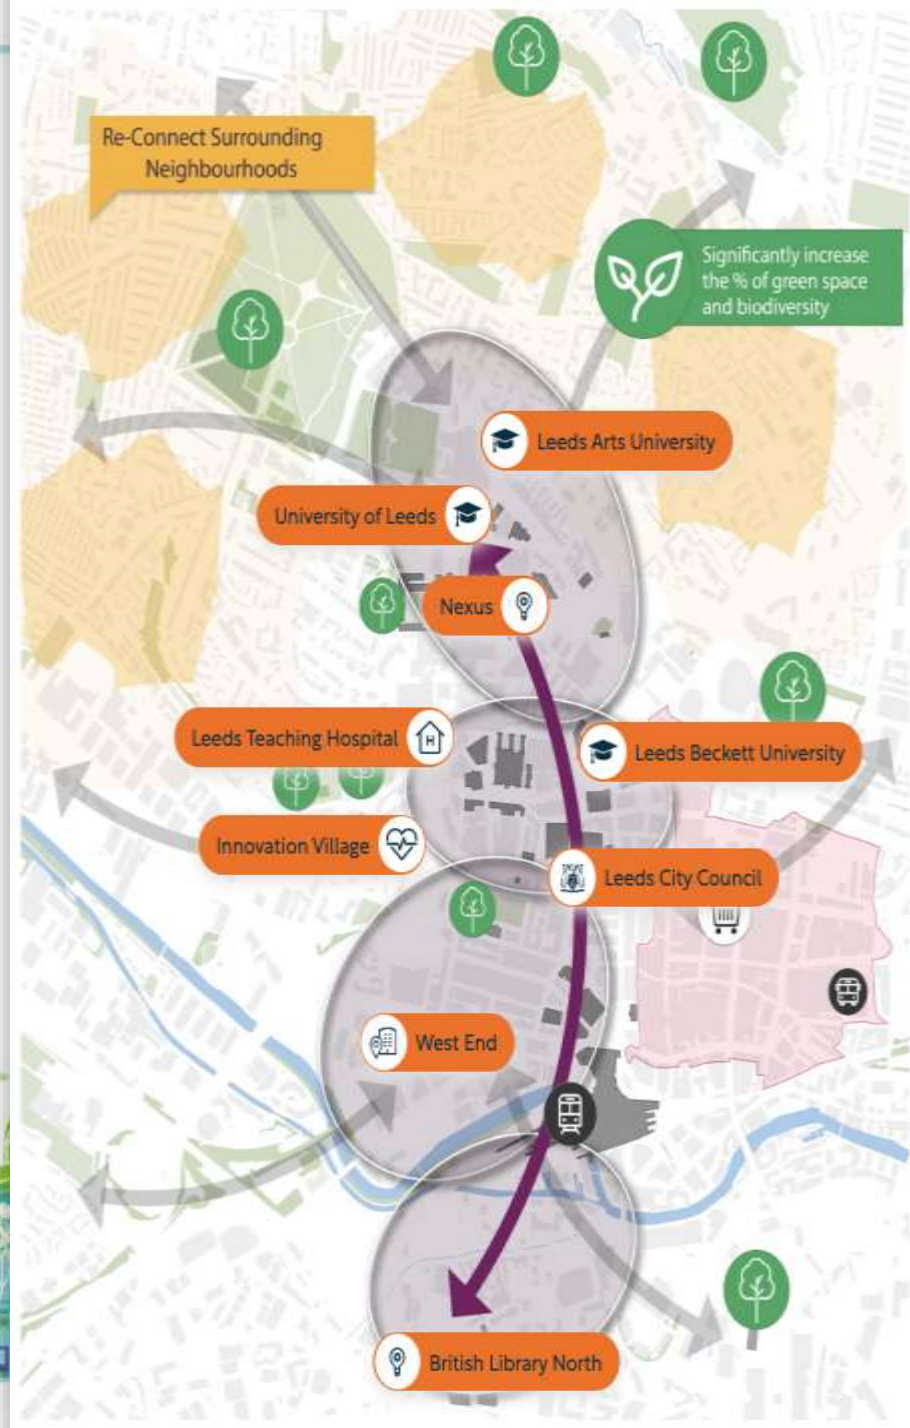 Re-Connect Surrounding
Neighbourhoods
Significantly increase
the % of green space
and biodiversity
Leeds Arts University
University of Leeds
Nexus
Leeds Teaching Hospital
H
Leeds Beckett University
Innovation Village
Leeds City Council
West End
British Library North